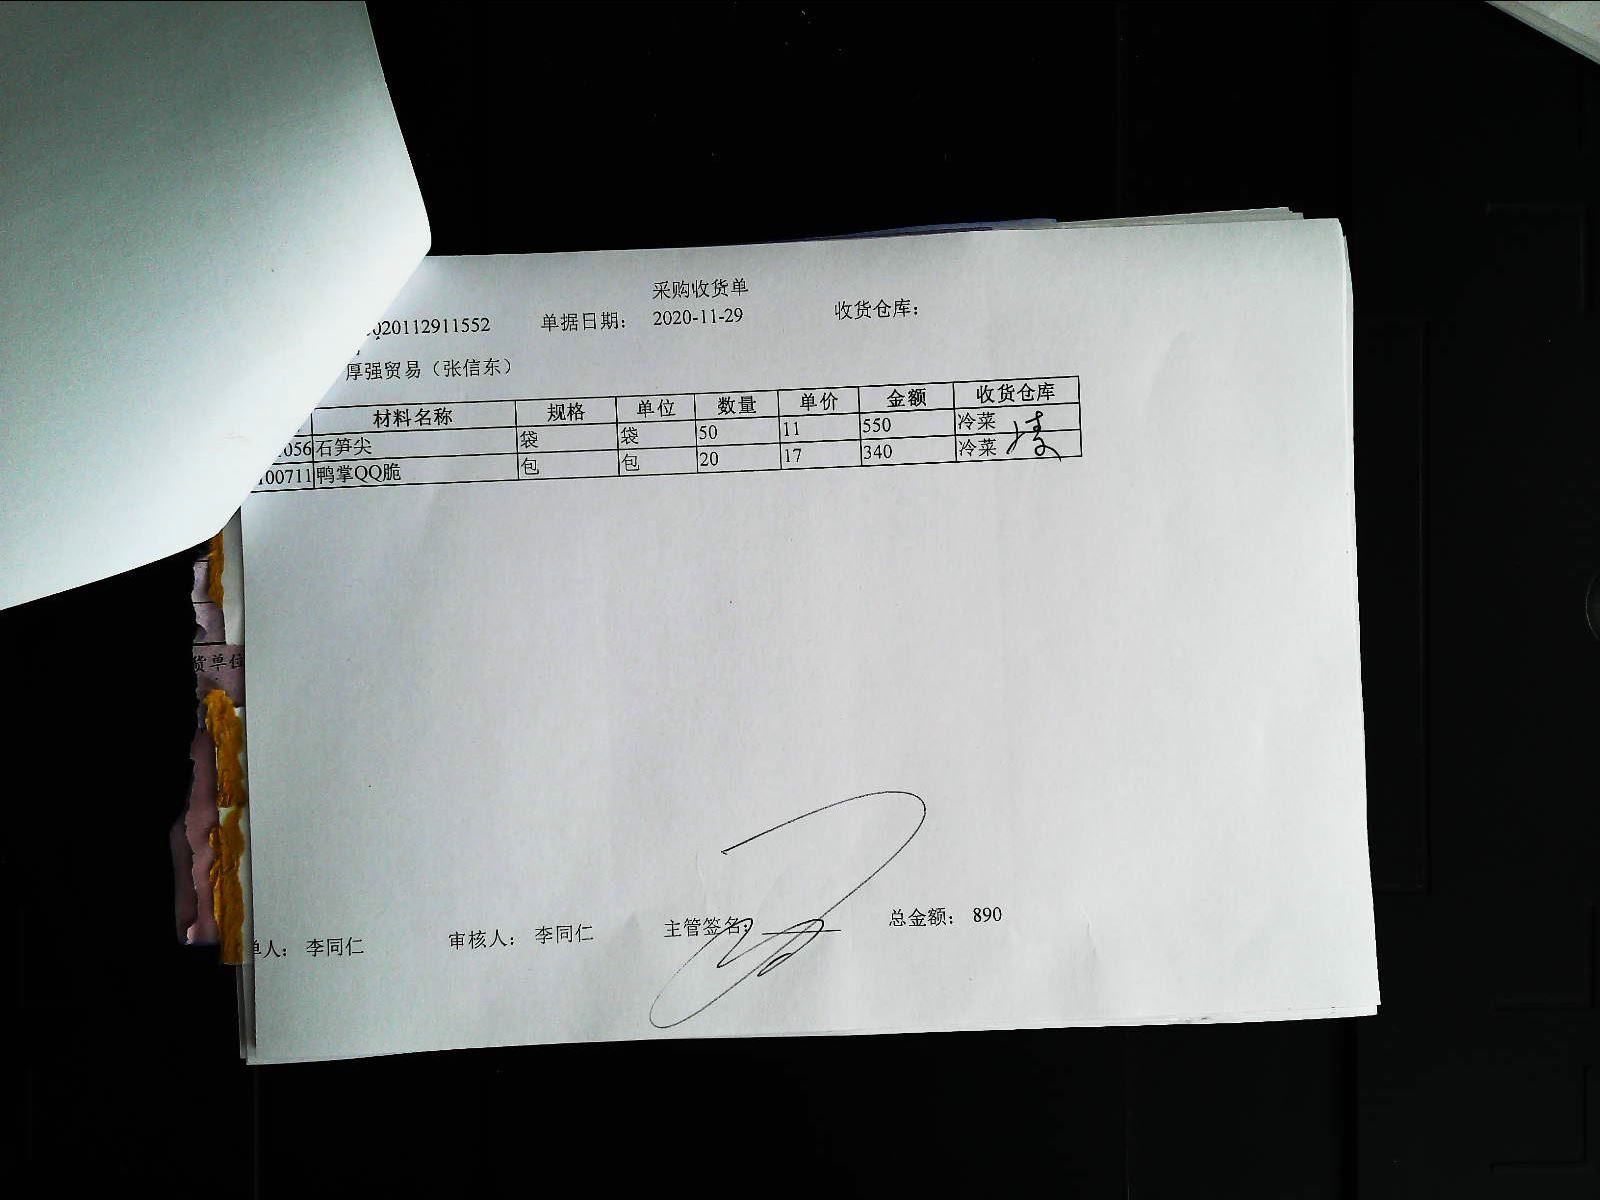 采购收货单
q20112911552 单据日期： 2020-11-29 收货仓库：
厚强贸易（张信东）
材料名称 规格 单位 数量 单价 金额 收货仓库
056 石笋尖 袋 袋 50 11 550 冷菜
100711 鸭掌QQ脆 包 包 20 17 340 冷菜
货单位
单人： 李同仁 审核人： 李同仁 主管签名： 总金额： 890